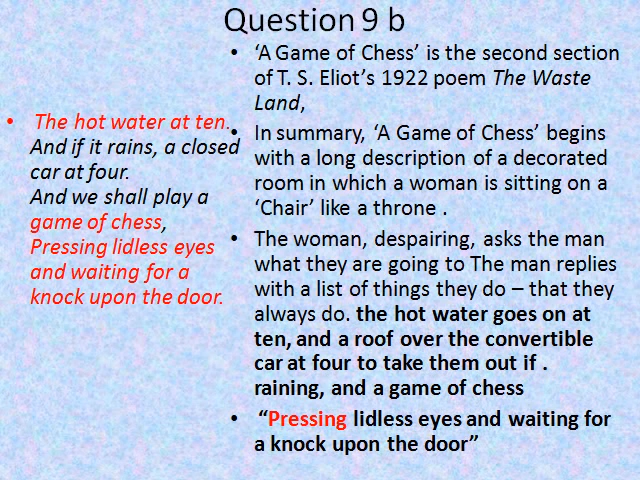 Question 9 b
• The hot water at ten.
And if it rains, a closed
car at four.
And we shall play a
game of chess,
Pressing lidless eyes
and waiting for a
knock upon the door.
• ‘A Game of Chess’ is the second section
of T. S. Eliot’s 1922 poem The Waste
Land,
• In summary, ‘A Game of Chess’ begins
with a long description of a decorated
room in which a woman is sitting on a
‘Chair’ like a throne .
• The woman, despairing, asks the man
what they are going to The man replies
with a list of things they do – that they
always do. the hot water goes on at
ten, and a roof over the convertible
car at four to take them out if .
raining, and a game of chess
• “Pressing lidless eyes and waiting for
a knock upon the door”